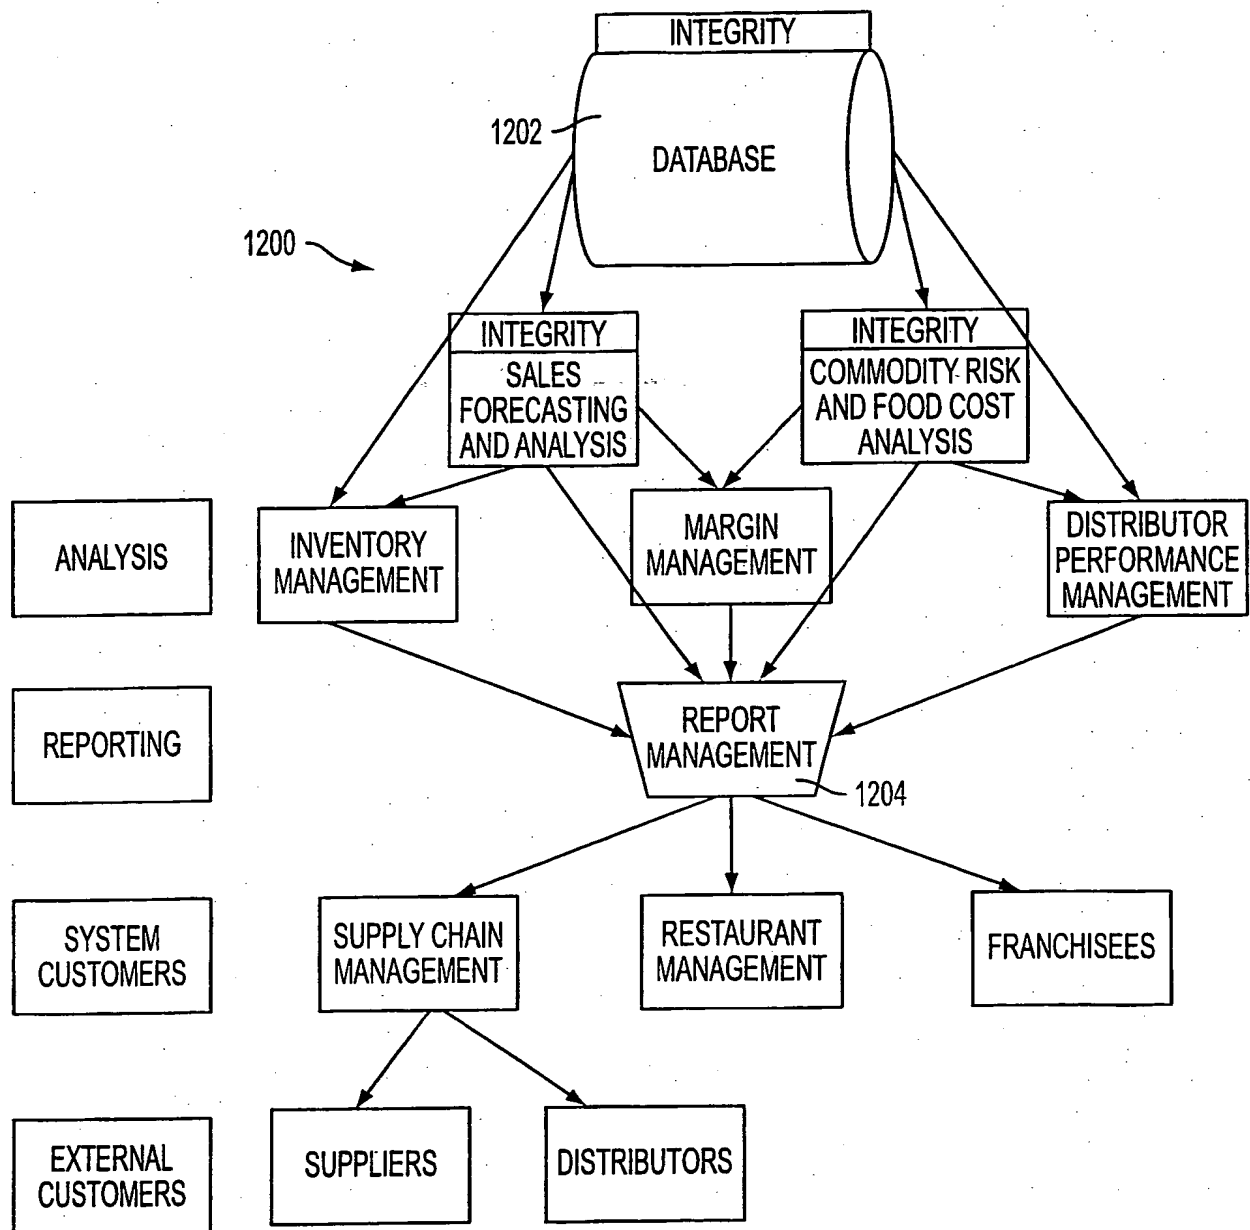 INTEGRITY
1202
DATABASE
1200
INTEGRITY
SALES
FORECASTING
AND ANALYSIS
INTEGRITY
COMMODITY RISK
AND FOOD COST
ANALYSIS
ANALYSIS
INVENTORY
MANAGEMENT
MARGIN
MANAGEMENT
DISTRIBUTOR
PERFORMANCE
MANAGEMENT
REPORTING
REPORT
MANAGEMENT
1204
SYSTEM
CUSTOMERS
SUPPLY CHAIN
MANAGEMENT
RESTAURANT
MANAGEMENT
FRANCHISEES
EXTERNAL
CUSTOMERS
SUPPLIERS
DISTRIBUTORS